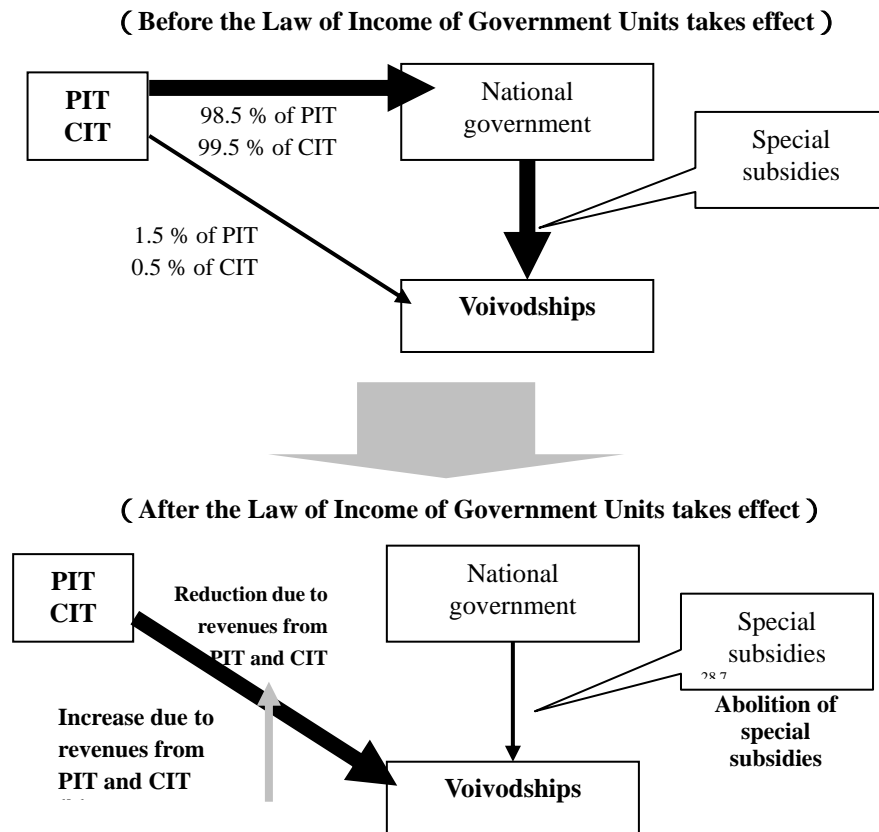 ( Before the Law of Income of Government Units takes effect )
PIT
CIT
98.5 % of PIT
99.5 % of CIT
National
government
Special
subsidies
1.5 % of PIT
0.5 % of CIT
Voivodships
( After the Law of Income of Government Units takes effect )
PIT
CIT
Reduction due to
revenues from
PIT and CIT
National
government
Special
subsidies
Abolition of
special
subsidies
Increase due to
revenues from
PIT and CIT
Voivodships